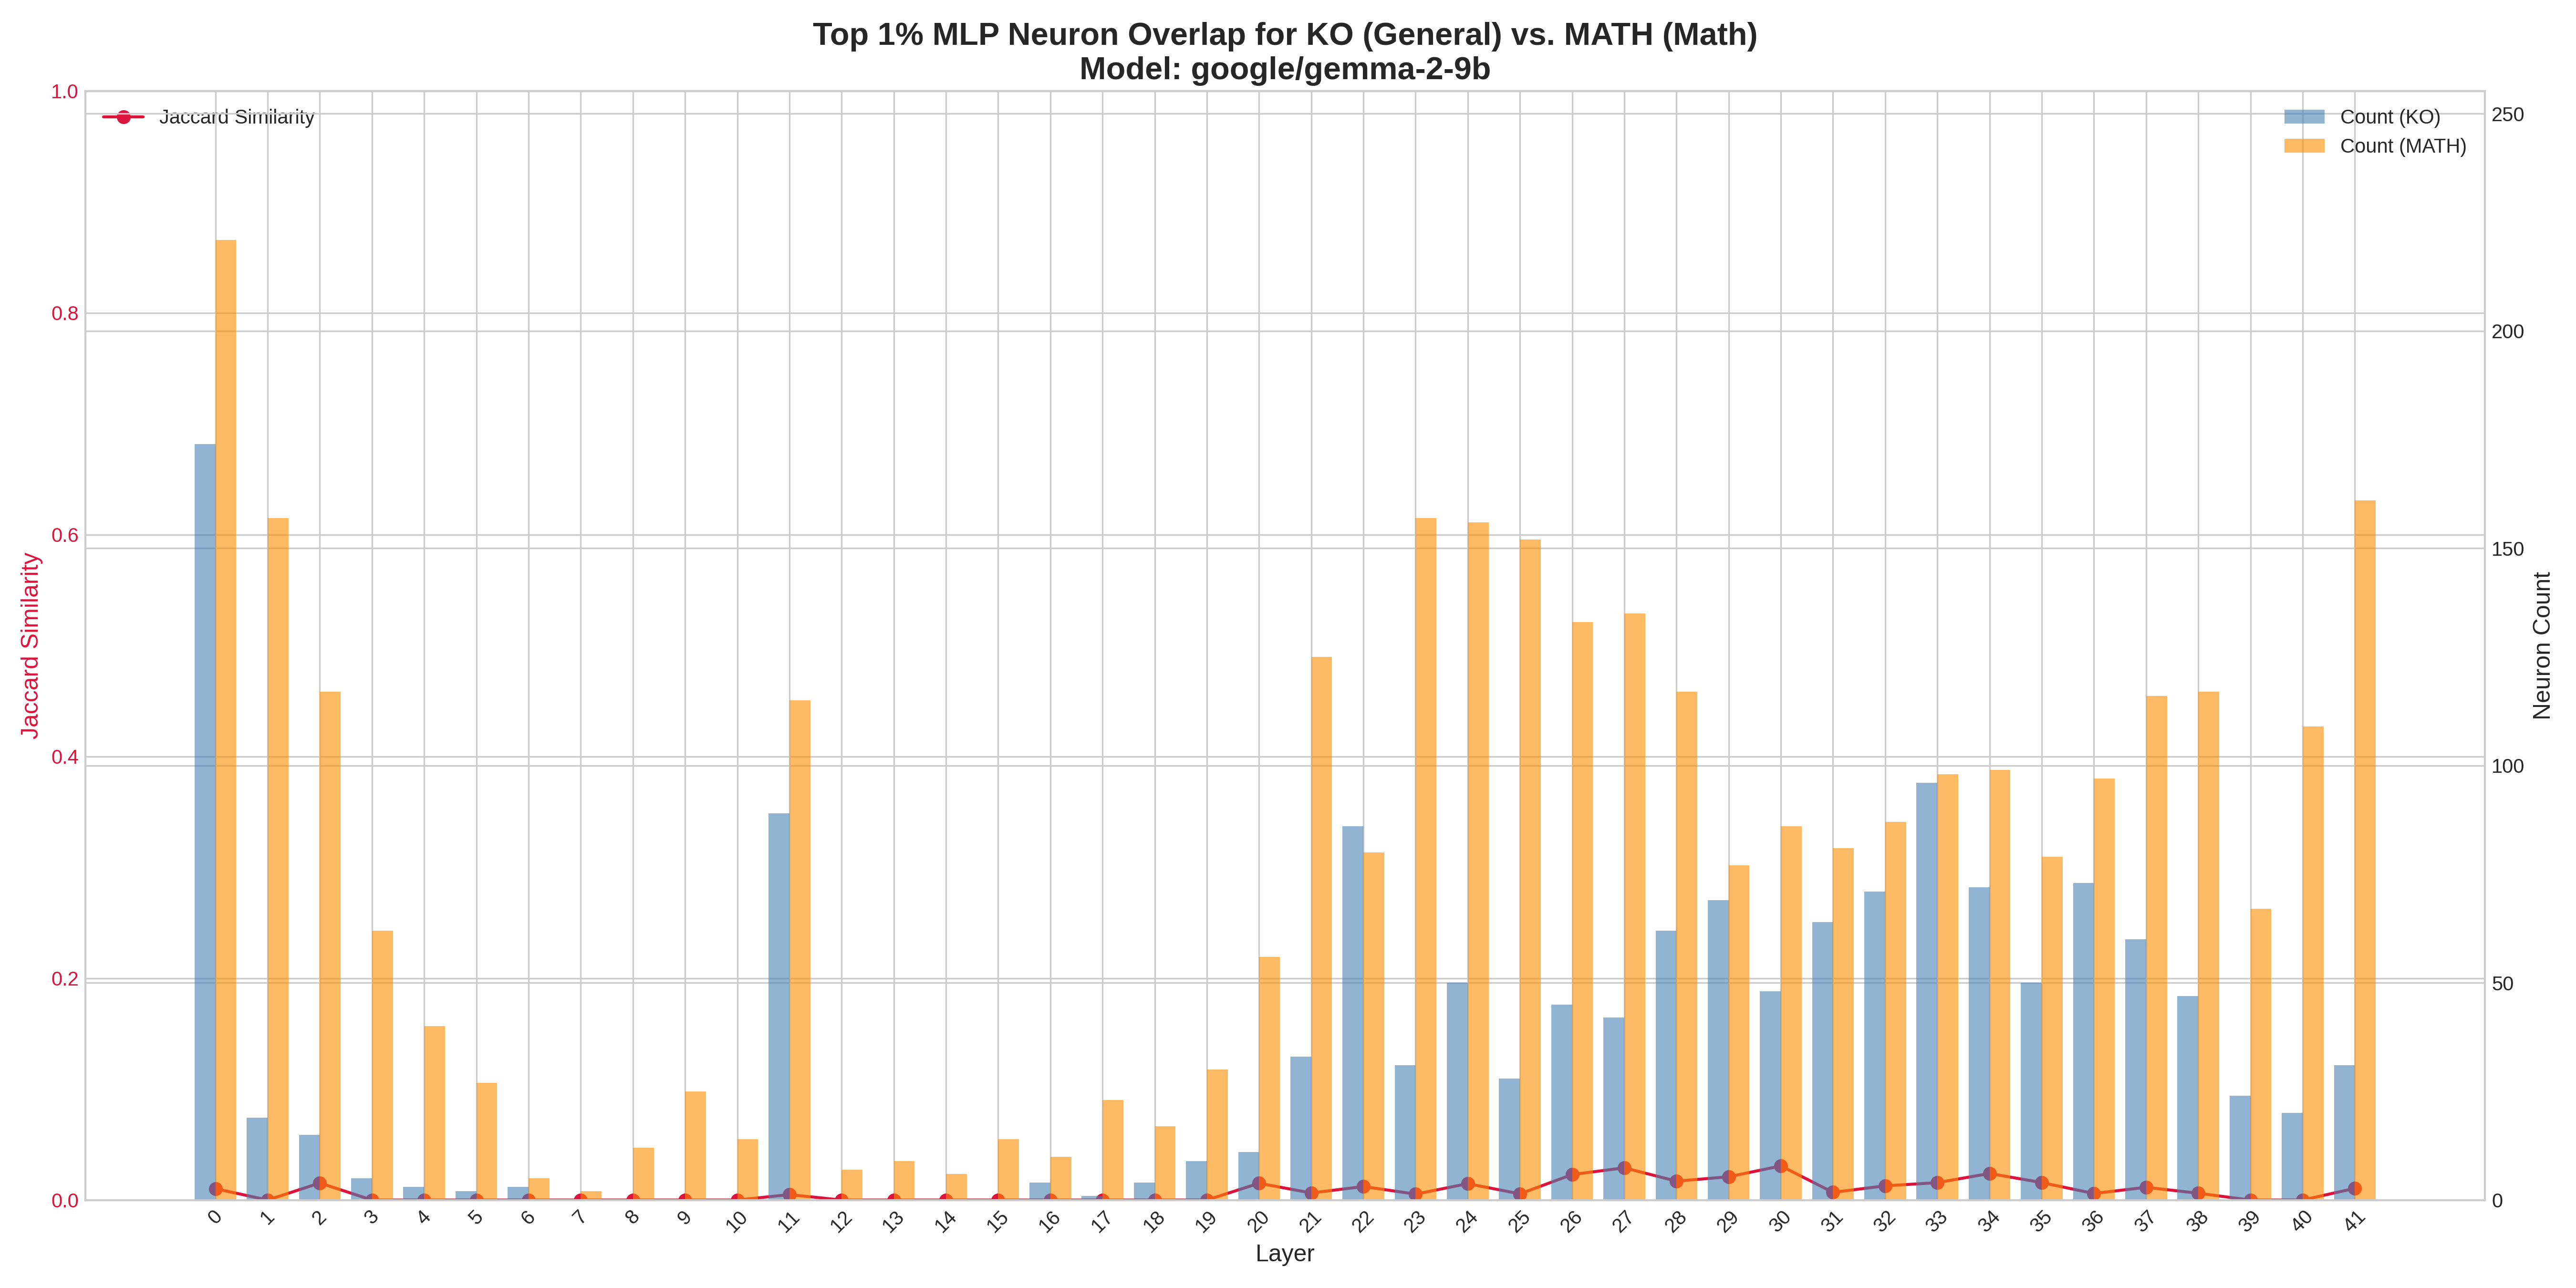 Top 1% MLP Neuron Overlap for KO (General) vs. MATH (Math)
Model: google/gemma-2-9b
Jaccard Similarity
Count (KO)
Count (MATH)
1.0
0.8
0.6
0.4
0.2
0.0
Jaccard Similarity
250
200
150
100
50
0
Neuron Count
0 1 2 3 4 5 6 7 8 9 10 11 12 13 14 15 16 17 18 19 20 21 22 23 24 25 26 27 28 29 30 31 32 33 34 35 36 37 38 39 40 41
Layer